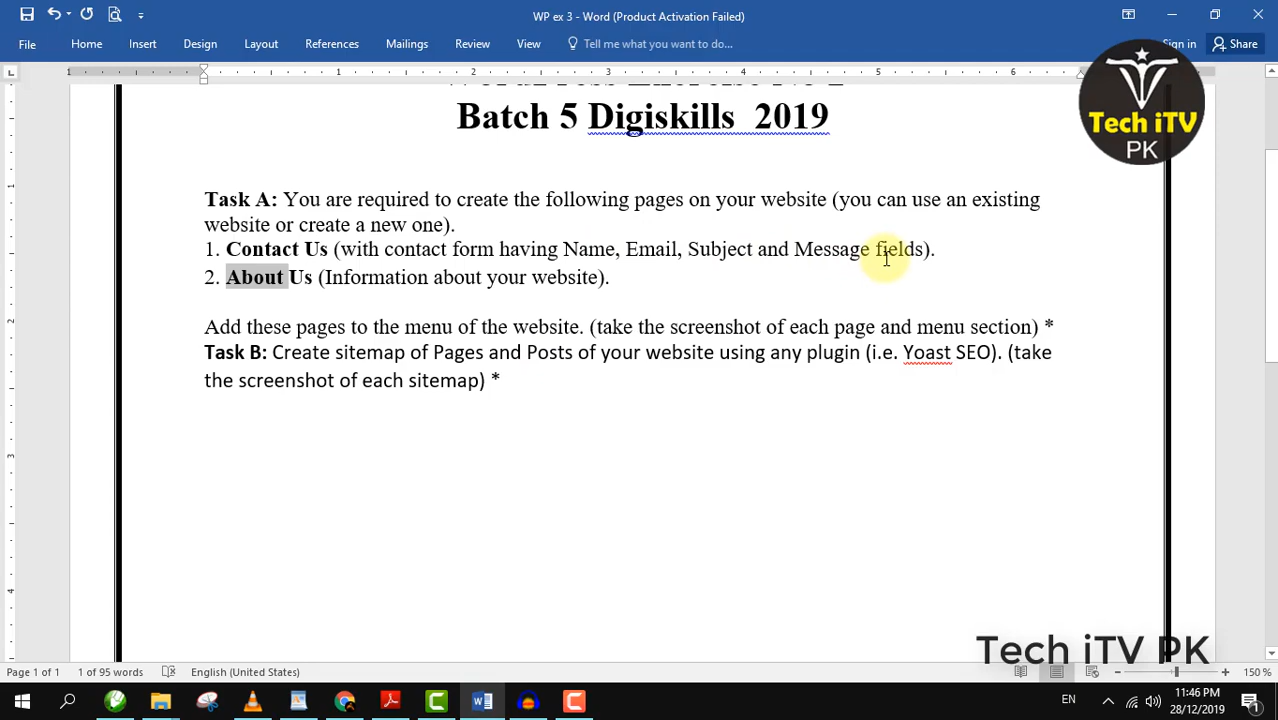 WP ex 3 - Word (Product Activation Failed)
File Home Insert Design Layout References Mailings Review View Tell me what you want to do... Sign in Share
Batch 5 Digiskills 2019
Tech iTV
PK
Task A: You are required to create the following pages on your website (you can use an existing
website or create a new one).
1. Contact Us (with contact form having Name, Email, Subject and Message fields).
2. About Us (Information about your website).
Add these pages to the menu of the website. (take the screenshot of each page and menu section) *
Task B: Create sitemap of Pages and Posts of your website using any plugin (i.e. Yoast SEO). (take
the screenshot of each sitemap) *
Tech iTV PK
Page 1 of 1 1 of 95 words English (United States) 150 %
EN 11:46 PM
28/12/2019